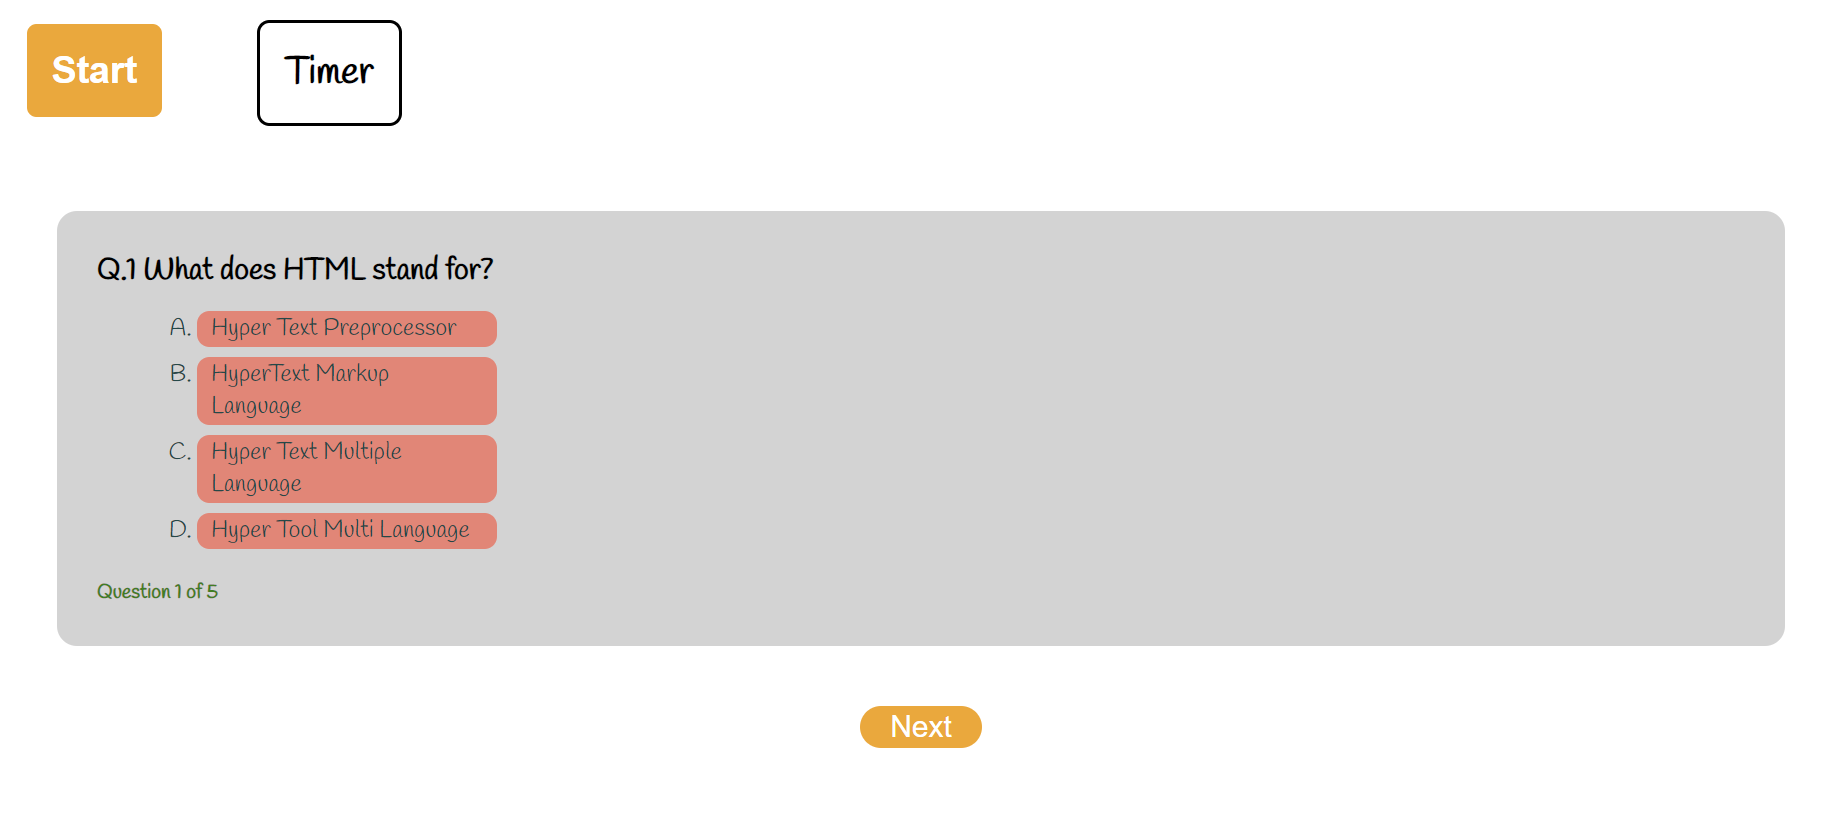 Start
Timer
Q.1 What does HTML stand for?
A. Hyper Text Preprocessor
B. HyperText Markup
Language
C. Hyper Text Multiple
Language
D. Hyper Tool Multi Language
Question 1 of 5
Next